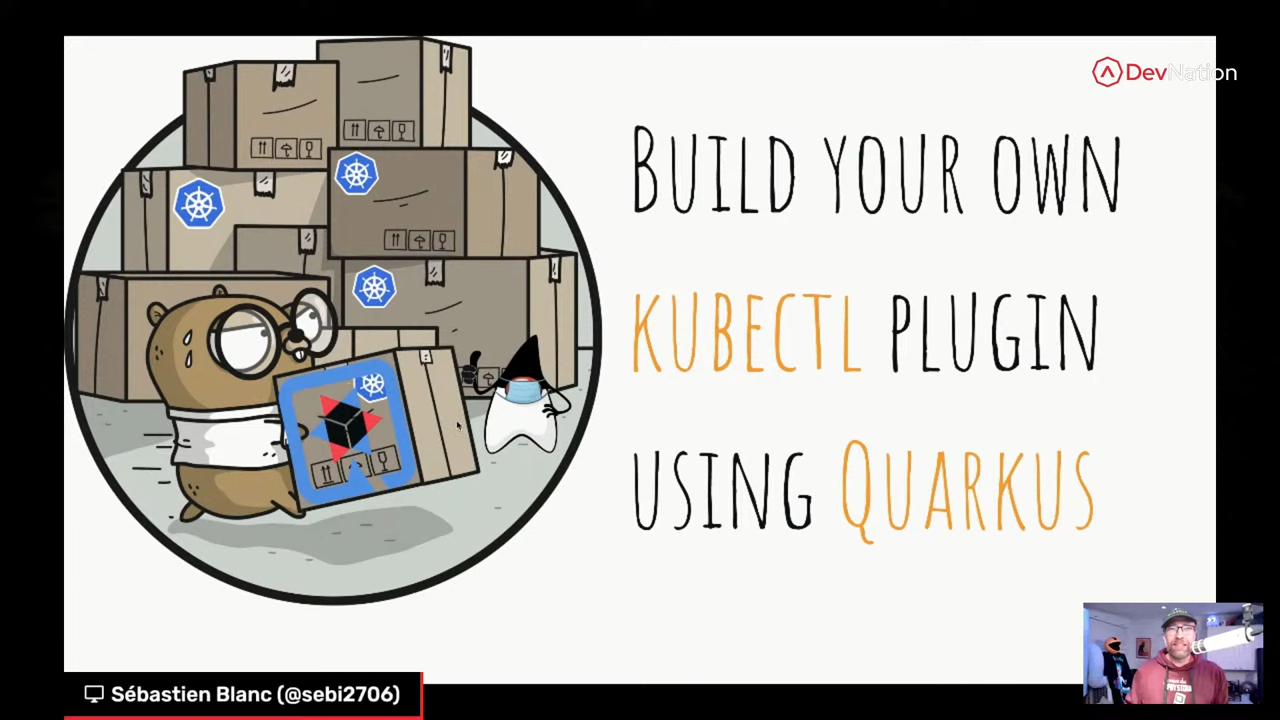 DevNation
BUILD YOUR OWN
KUBECTL PLUGIN
USING QUARKUS
Sébastien Blanc (@sebi2706)